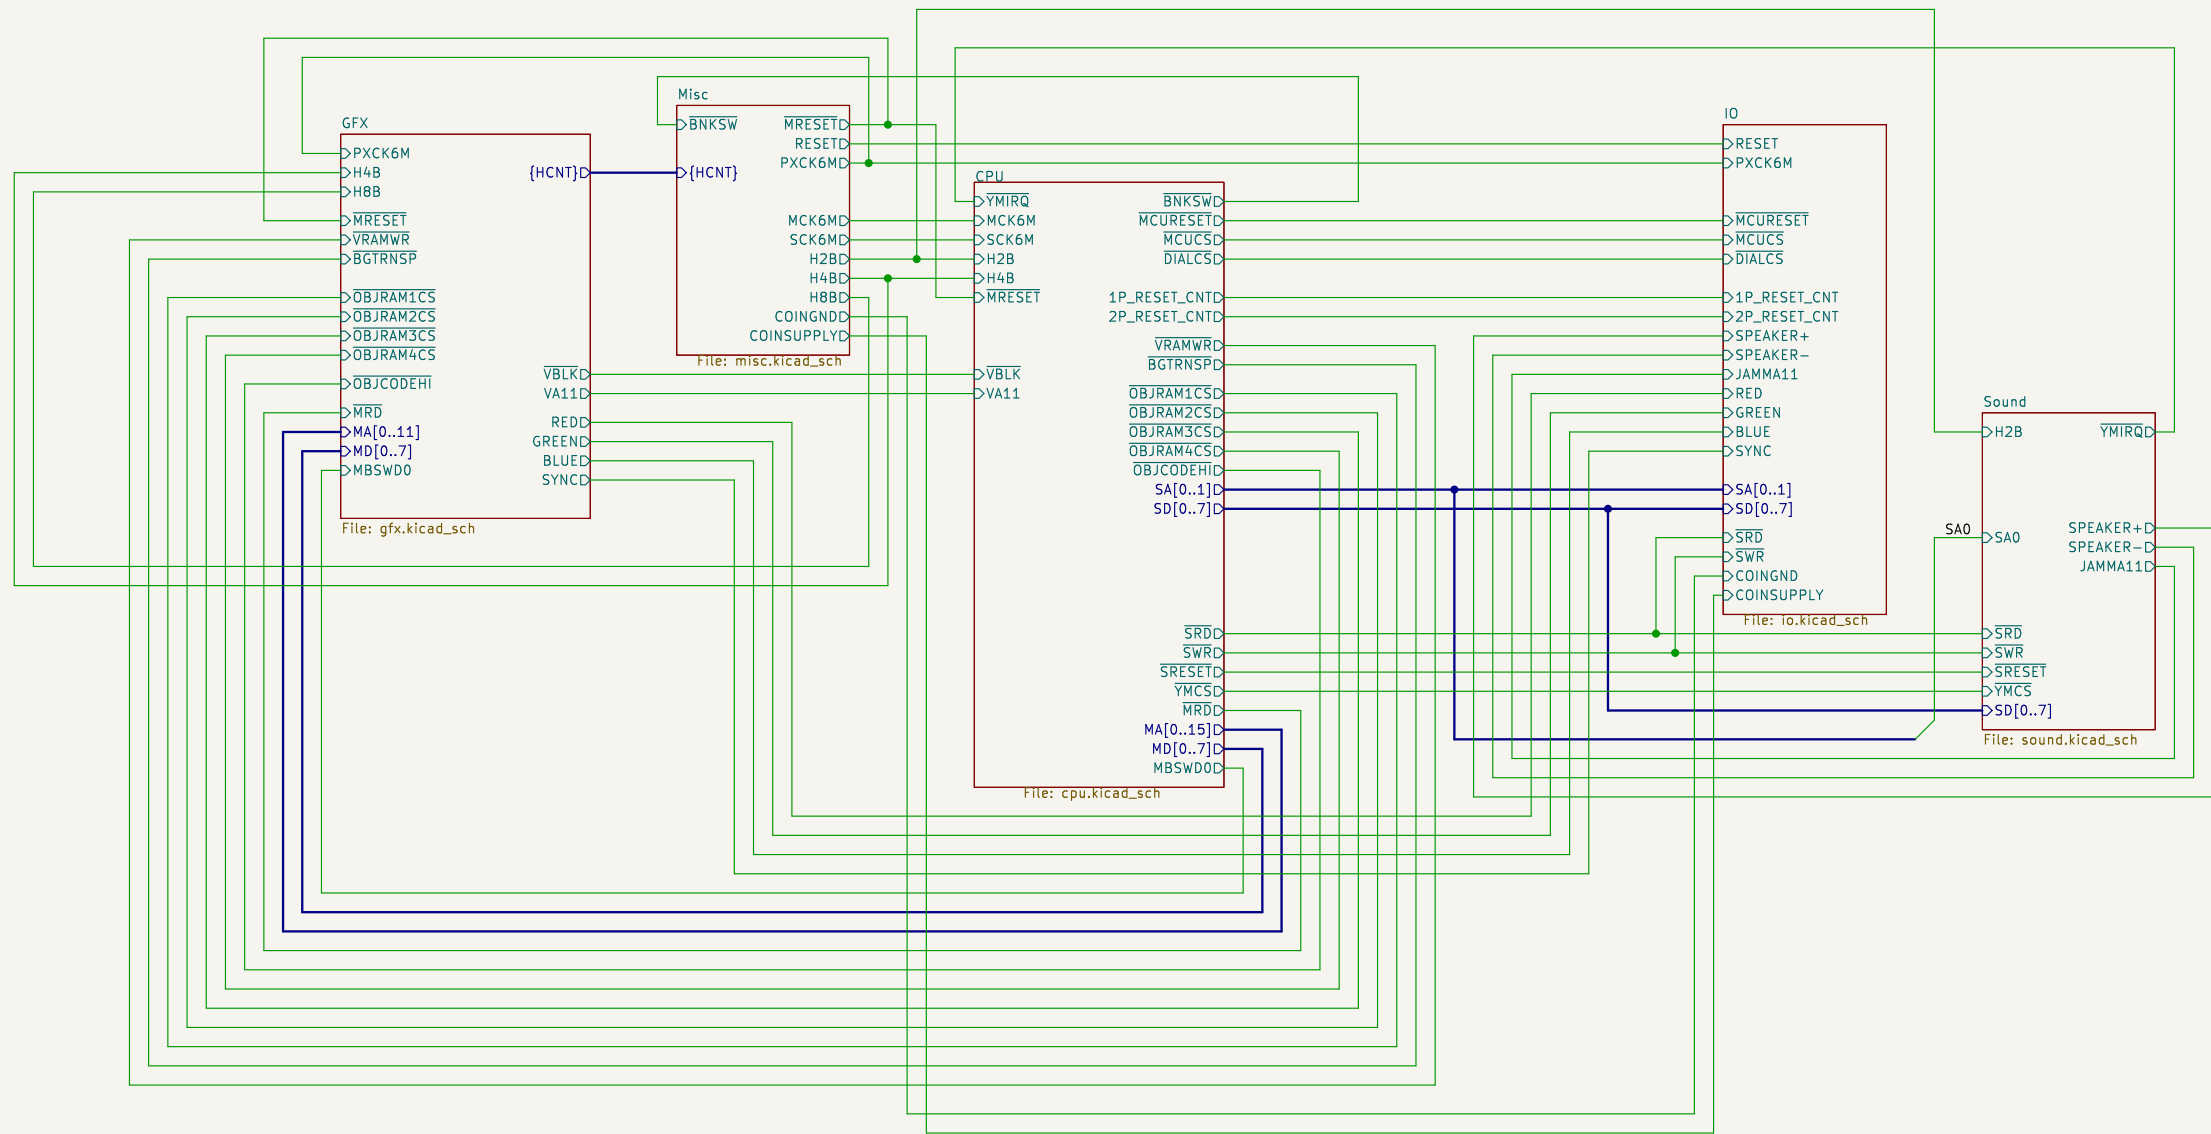 GFX
PXCK6M
H4B
H8B
MRESET
VRAMWR
BGTRNSP
OBJRAM1CS
OBJRAM2CS
OBJRAM3CS
OBJRAM4CS
OBJCODEHI
MRD
MA[0..11]
MD[0..7]
MBSWD0
{HCNT}
VBLK
VA11
RED
GREEN
BLUE
SYNC
File: gfx.kicad_sch
Misc
BNKSW
{HCNT}
MRESET
RESET
PXCK6M
MCK6M
SCK6M
H2B
H4B
H8B
COINGND
COINSUPPLY
File: misc.kicad_sch
CPU
YMIRQ
MCK6M
SCK6M
H2B
H4B
MRESET
VBLK
VA11
BNKSW
MCURESET
MCUCS
DIALCS
1P_RESET_CNT
2P_RESET_CNT
VRAMWR
BGTRNSP
OBJRAM1CS
OBJRAM2CS
OBJRAM3CS
OBJRAM4CS
OBJCODEHI
SA[0..1]
SD[0..7]
SRD
SWR
SRESET
YMCS
MRD
MA[0..15]
MD[0..7]
MBSWD0
File: cpu.kicad_sch
IO
RESET
PXCK6M
MCURESET
MCUCS
DIALCS
1P_RESET_CNT
2P_RESET_CNT
SPEAKER+
SPEAKER-
JAMMA11
RED
GREEN
BLUE
SYNC
SA[0..1]
SD[0..7]
SRD
SWR
COINGND
COINSUPPLY
File: io.kicad_sch
Sound
H2B
SA0
SA0
SRD
SWR
SRESET
YMCS
SD[0..7]
YMIRQ
SPEAKER+
SPEAKER-
JAMMA11
File: sound.kicad_sch